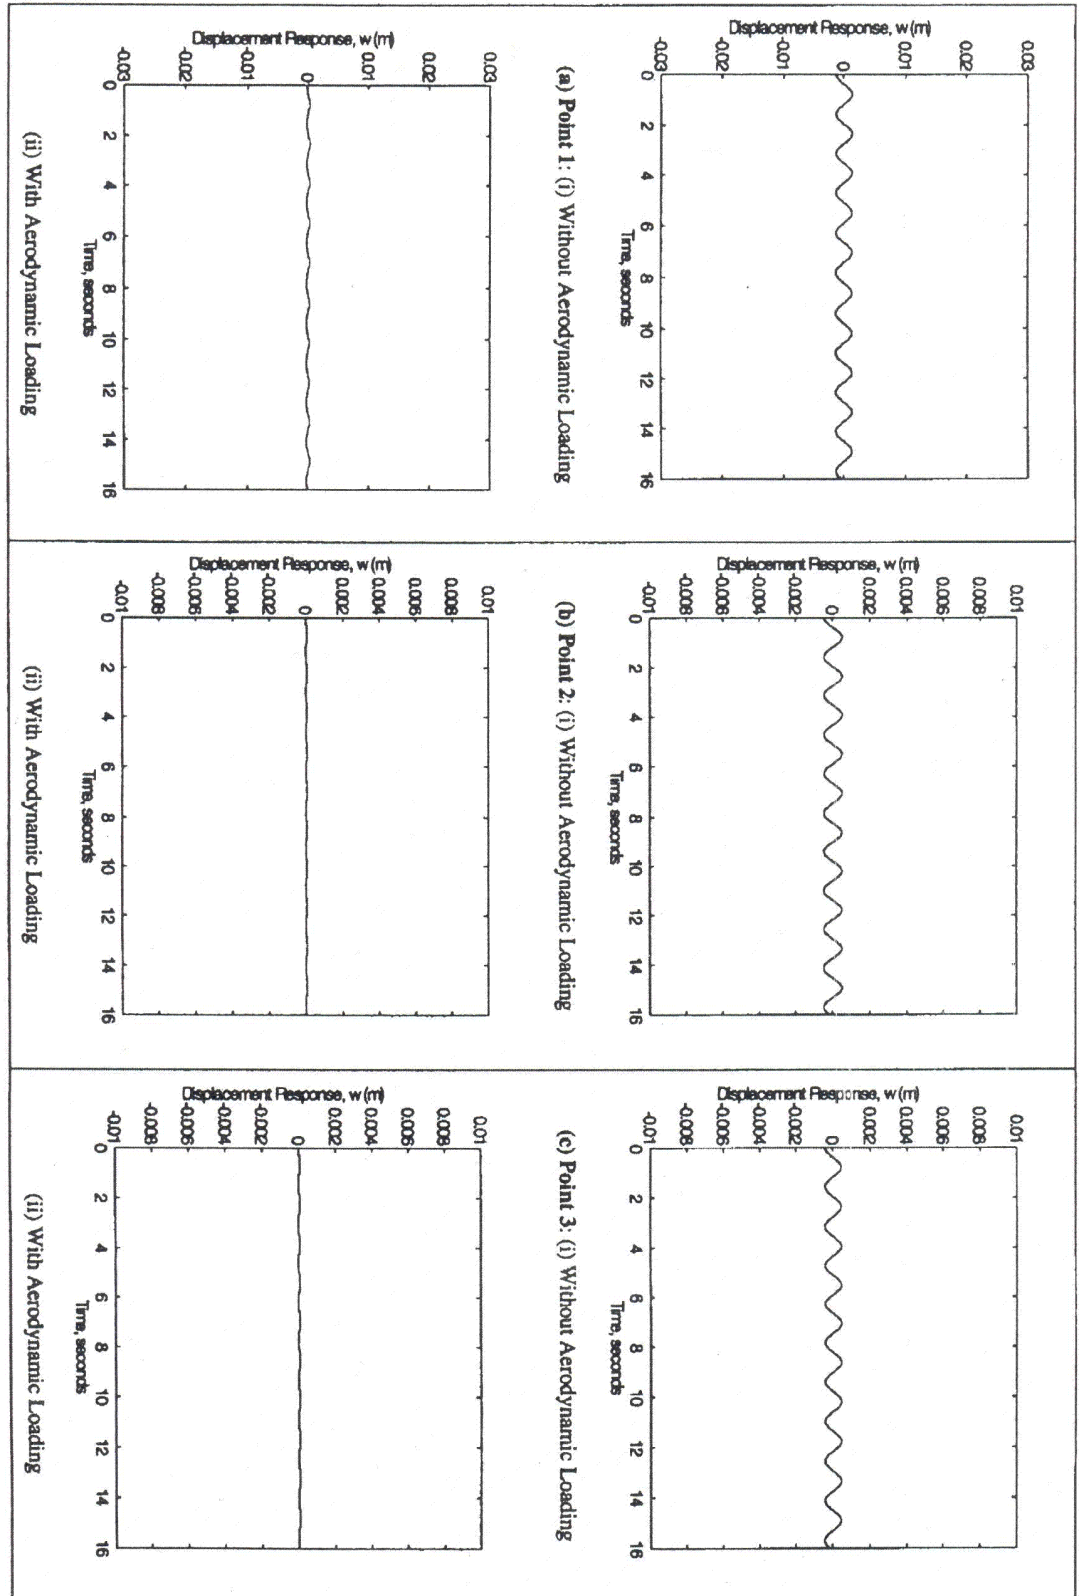 Displacement Response, w (m)
0.03
0.02
0.01
0
-0.01
-0.02
-0.03
0 2 4 6 8 10 12 14 16
Time, seconds
(a) Point 1: (i) Without Aerodynamic Loading
Displacement Response, w (m)
0.03
0.02
0.01
0
-0.01
-0.02
-0.03
0 2 4 6 8 10 12 14 16
Time, seconds
(ii) With Aerodynamic Loading
Displacement Response, w (m)
0.01
0.008
0.006
0.004
0.002
0
-0.002
-0.004
-0.006
-0.008
-0.01
0 2 4 6 8 10 12 14 16
Time, seconds
(b) Point 2: (i) Without Aerodynamic Loading
Displacement Response, w (m)
0.01
0.008
0.006
0.004
0.002
0
-0.002
-0.004
-0.006
-0.008
-0.01
0 2 4 6 8 10 12 14 16
Time, seconds
(ii) With Aerodynamic Loading
Displacement Response, w (m)
0.01
0.008
0.006
0.004
0.002
0
-0.002
-0.004
-0.006
-0.008
-0.01
0 2 4 6 8 10 12 14 16
Time, seconds
(c) Point 3: (i) Without Aerodynamic Loading
Displacement Response, w (m)
0.01
0.008
0.006
0.004
0.002
0
-0.002
-0.004
-0.006
-0.008
-0.01
0 2 4 6 8 10 12 14 16
Time, seconds
(ii) With Aerodynamic Loading